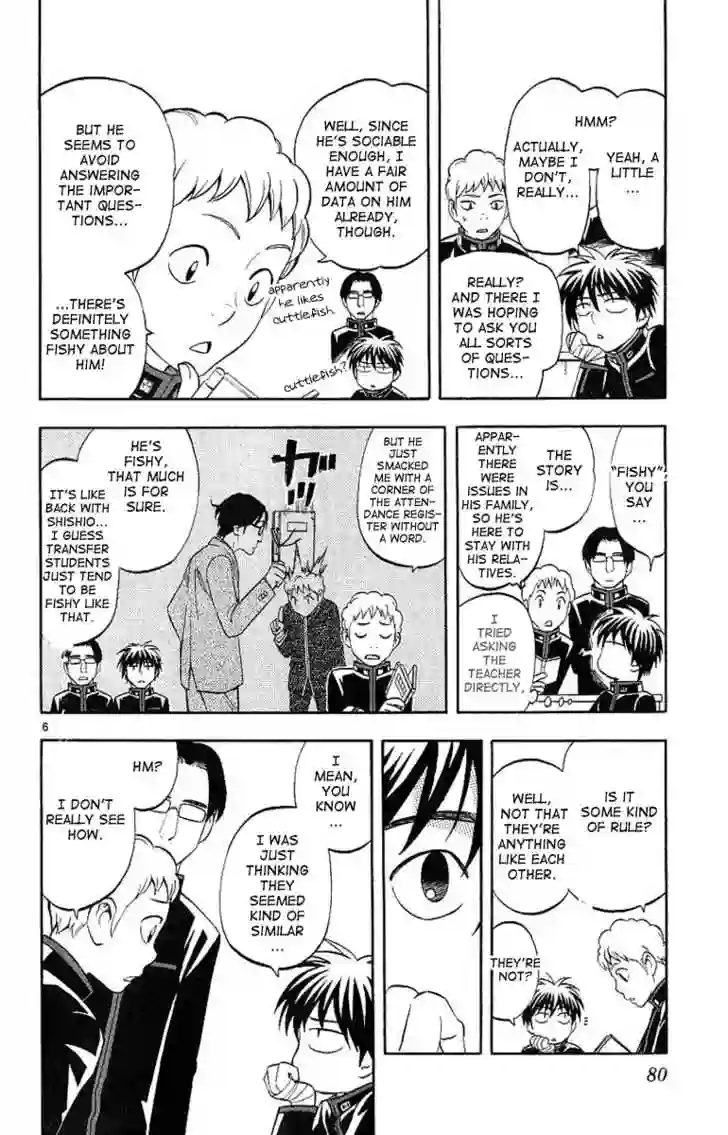 HMM?
YEAH, A
LITTLE
...
ACTUALLY,
MAYBE I
DON'T,
REALLY...
REALLY?
AND THERE I
WAS HOPING
TO ASK YOU
ALL SORTS
OF QUES-
TIONS...
WELL, SINCE
HE'S SOCIABLE
ENOUGH, I
HAVE A FAIR
AMOUNT OF
DATA ON HIM
ALREADY,
THOUGH.
apparently
he likes
cuttlefish.
cuttlefish?
BUT HE
SEEMS TO
AVOID
ANSWERING
THE IMPOR-
TANT QUES-
TIONS...
...THERE'S
DEFINITELY
SOMETHING
FISHY ABOUT
HIM!
"FISHY",
YOU
SAY
...
THE
STORY
IS...
APPAR-
ENTLY
THERE
WERE
ISSUES IN
HIS FAMILY,
SO HE'S
HERE TO
STAY WITH
HIS RELA-
TIVES.
I
TRIED
ASKING
THE
TEACHER
DIRECTLY,
BUT HE
JUST
SMACKED
ME WITH A
CORNER OF
THE ATTEN-
DANCE REGIS-
TER WITHOUT
A WORD.
ガッ
HE'S
FISHY,
THAT MUCH
IS FOR
SURE.
IT'S LIKE
BACK WITH
SHISHIO...
I GUESS
TRANSFER
STUDENTS
JUST TEND
TO BE
FISHY LIKE
THAT.
6
IS IT
SOME KIND
OF RULE?
WELL,
NOT THAT
THEY'RE
ANYTHING
LIKE EACH
OTHER.
THEY'RE
NOT?
I
MEAN,
YOU
KNOW
...
I WAS
JUST
THINKING
THEY
SEEMED
KIND OF
SIMILAR
...
HM?
I DON'T
REALLY SEE
HOW.
80